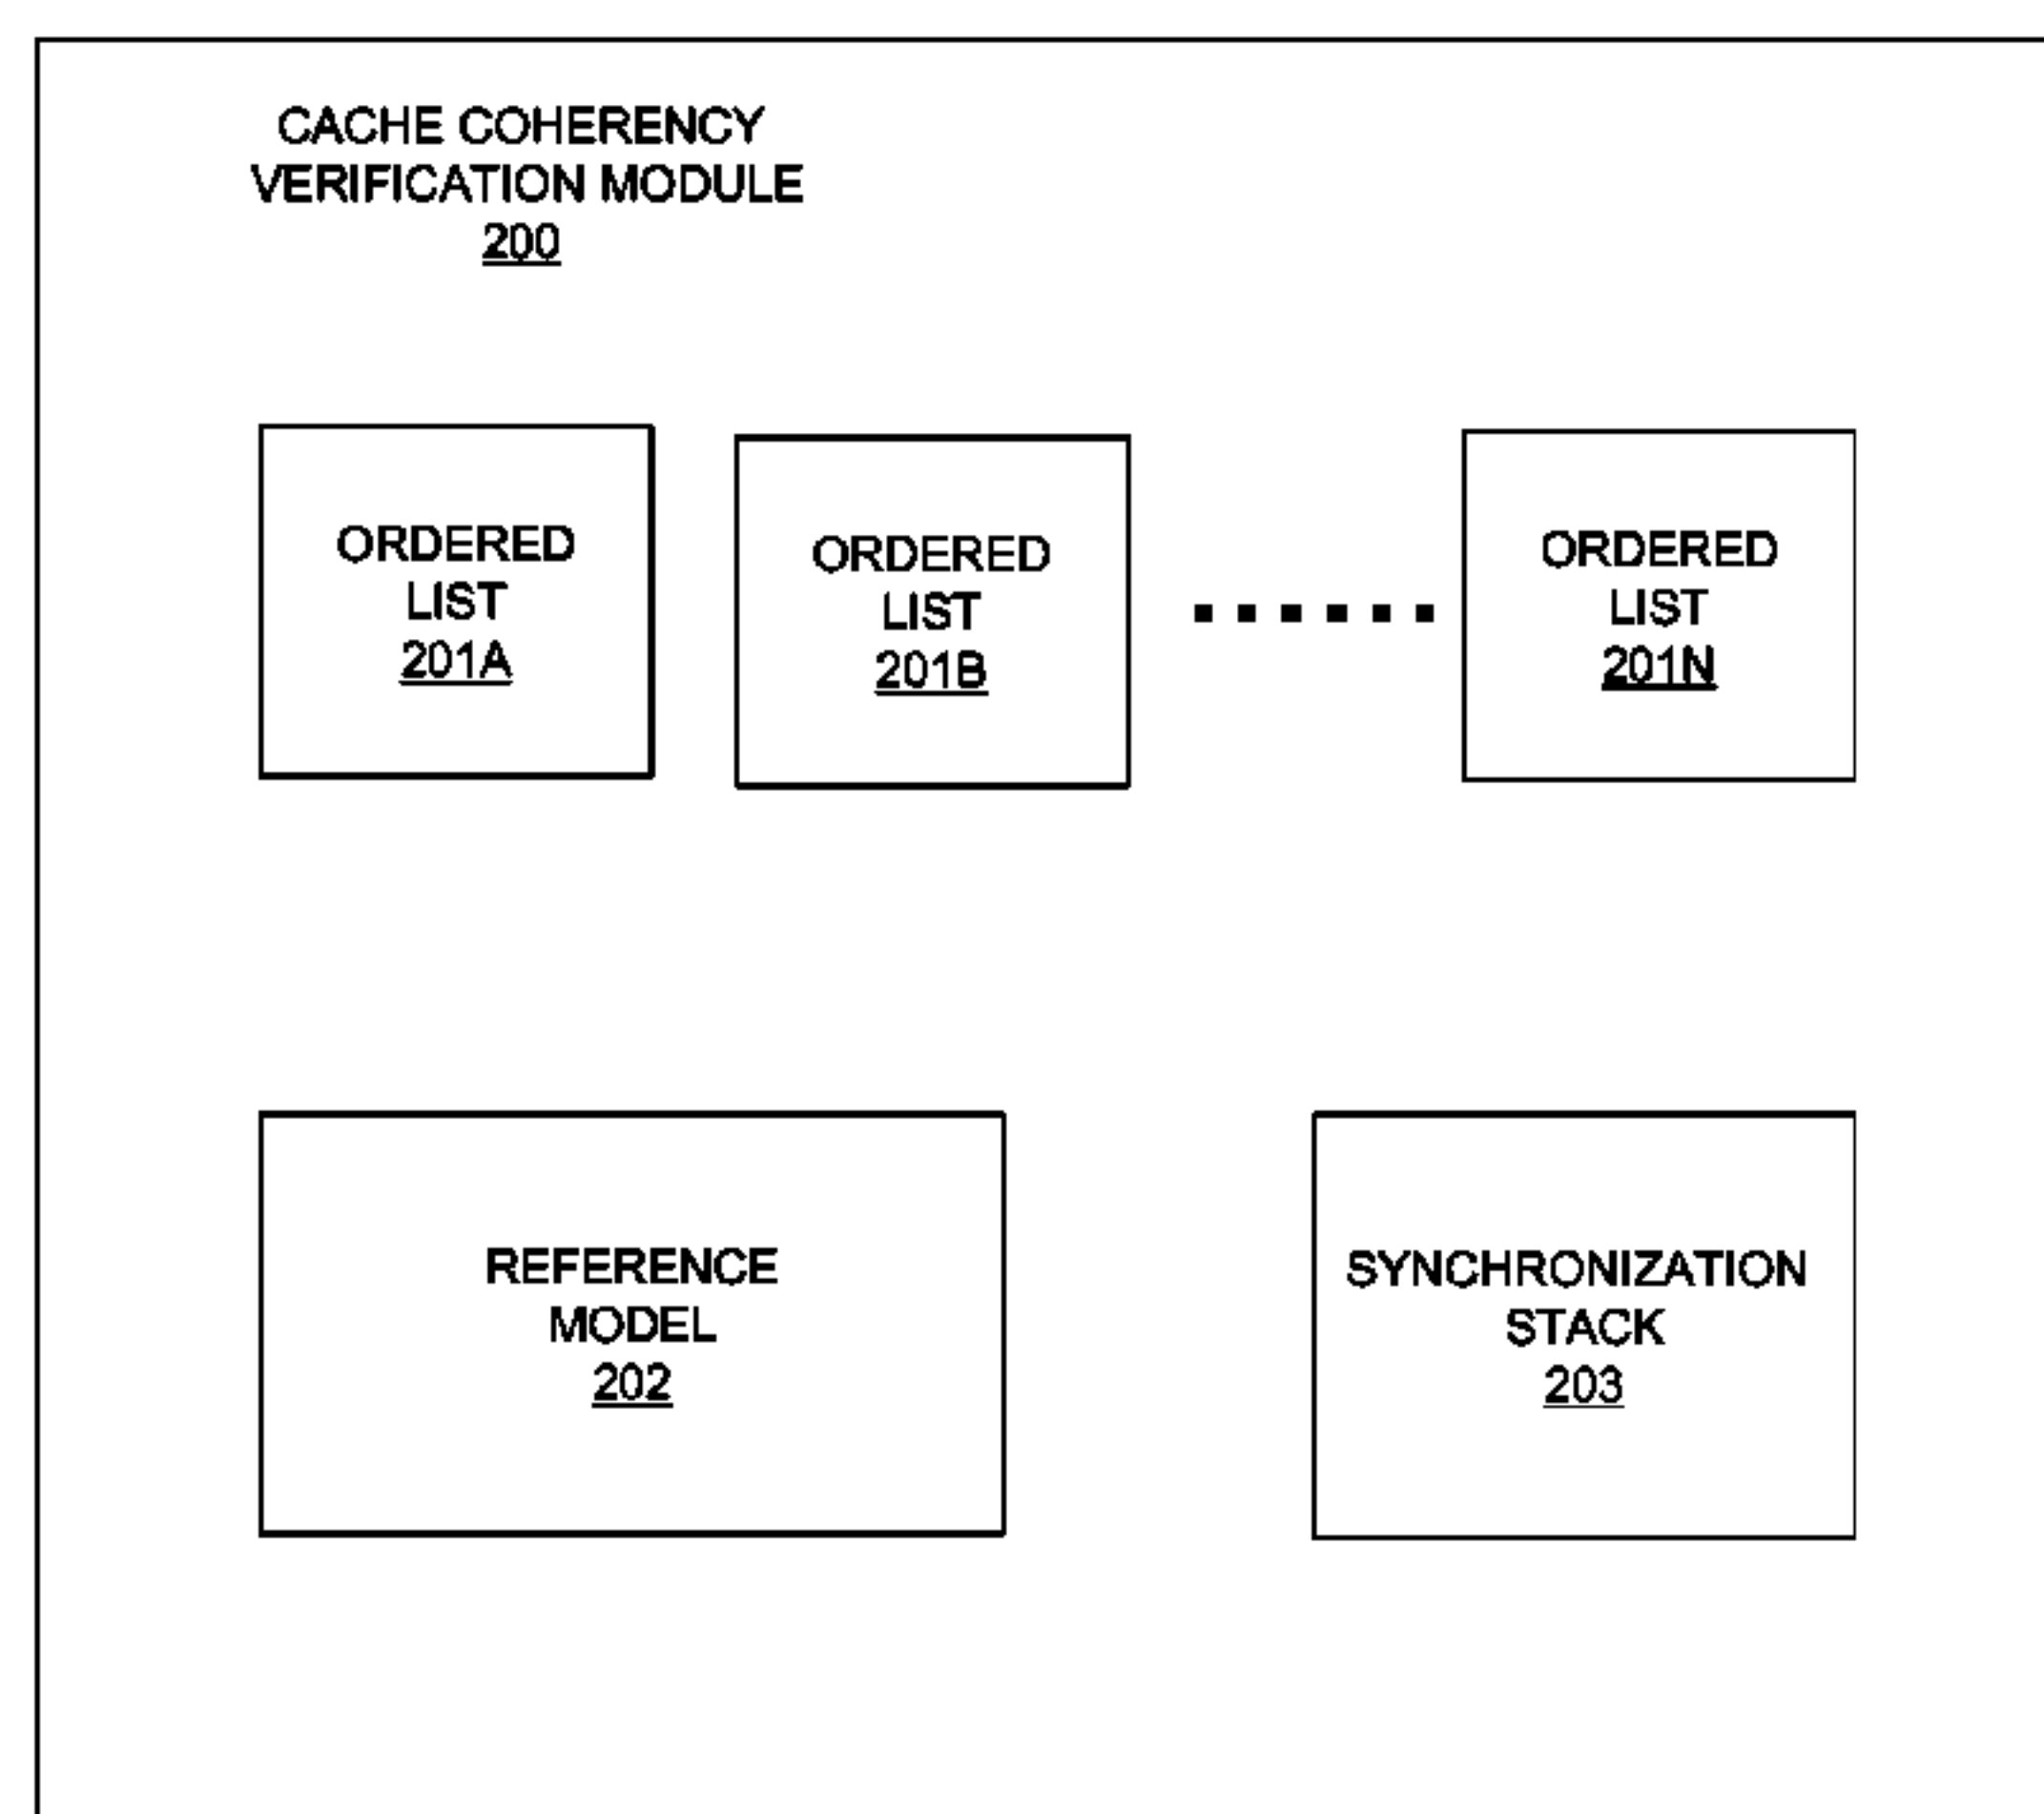 CACHE COHERENCY
VERIFICATION MODULE
200
ORDERED
LIST
201A
ORDERED
LIST
201B
ORDERED
LIST
201N
REFERENCE
MODEL
202
SYNCHRONIZATION
STACK
203